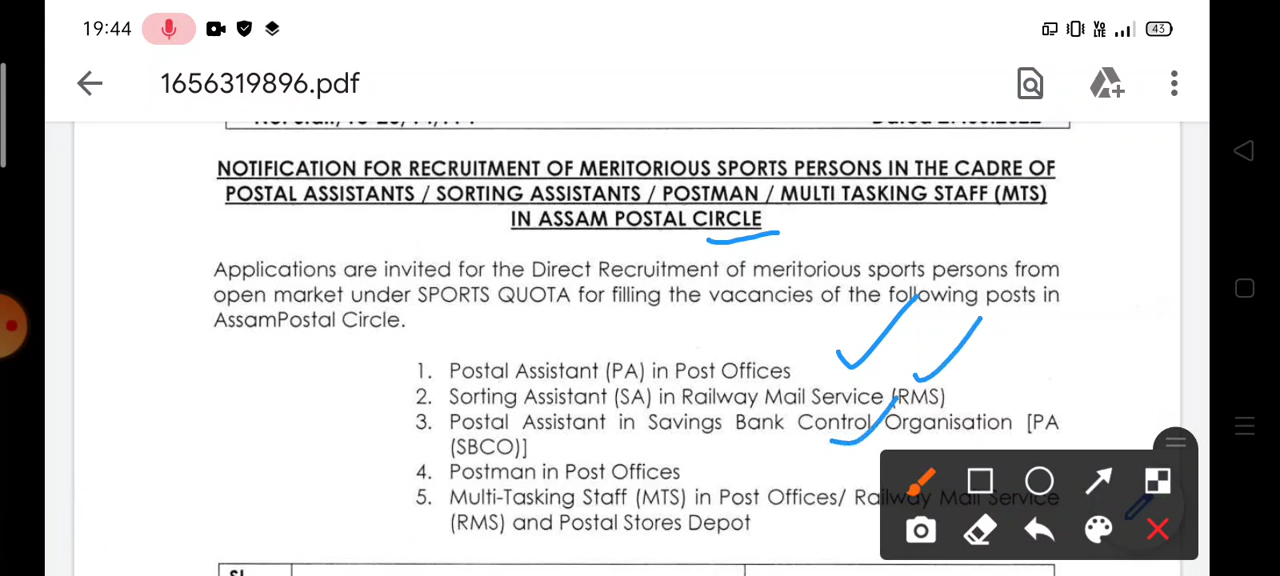 19:44
Vo LTE
43
1656319896.pdf
NOTIFICATION FOR RECRUITMENT OF MERITORIOUS SPORTS PERSONS IN THE CADRE OF
POSTAL ASSISTANTS / SORTING ASSISTANTS / POSTMAN / MULTI TASKING STAFF (MTS)
IN ASSAM POSTAL CIRCLE
Applications are invited for the Direct Recruitment of meritorious sports persons from
open market under SPORTS QUOTA for filling the vacancies of the following posts in
AssamPostal Circle.
1. Postal Assistant (PA) in Post Offices
2. Sorting Assistant (SA) in Railway Mail Service (RMS)
3. Postal Assistant in Savings Bank Control Organisation [PA
(SBCO)]
4. Postman in Post Offices
5. Multi-Tasking Staff (MTS) in Post Offices/ Railway Mail Service
(RMS) and Postal Stores Depot